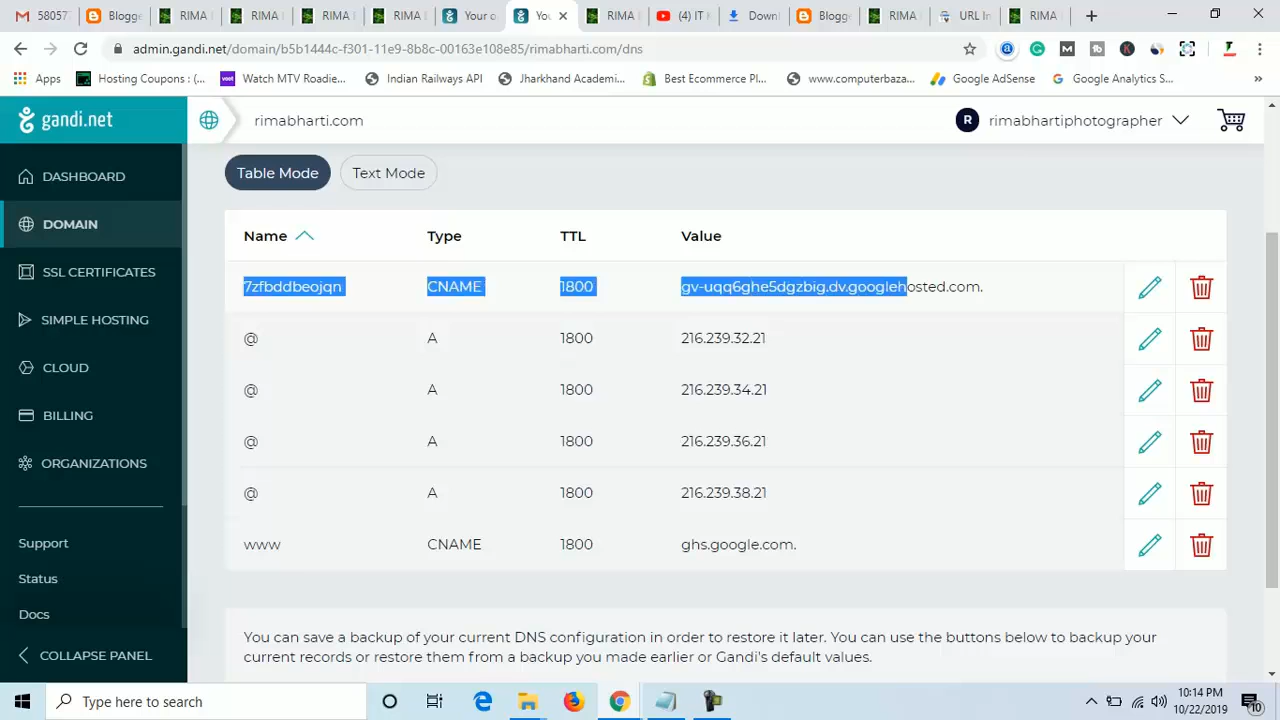 58057
Blogge
RIMA
RIMA E
RIMA
RIMA
Your o
You
RIMA E
(4) IT K
Downl
Blogge
RIMA
URL In
RIMA
admin.gandi.net/domain/b5b1444c-f301-11e9-8b8c-00163e108e85/rimabharti.com/dns
Apps
Hosting Coupons : (...
Watch MTV Roadie...
Indian Railways API
Jharkhand Academi...
Best Ecommerce Pl...
www.computerbaza...
Google AdSense
Google Analytics S...
»
gandi.net
rimabharti.com
R rimabhartiphotographer
Table Mode
Text Mode
DASHBOARD
DOMAIN
SSL CERTIFICATES
SIMPLE HOSTING
CLOUD
BILLING
ORGANIZATIONS
Support
Status
Docs
COLLAPSE PANEL
Name Type TTL Value
7zfbddbeojqn CNAME 1800 gv-uqq6ghe5dgzbig.dv.googlehosted.com.
@ A 1800 216.239.32.21
@ A 1800 216.239.34.21
@ A 1800 216.239.36.21
@ A 1800 216.239.38.21
www CNAME 1800 ghs.google.com.
You can save a backup of your current DNS configuration in order to restore it later. You can use the buttons below to backup your
current records or restore them from a backup you made earlier or Gandi's default values.
Type here to search
10:14 PM
10/22/2019
10